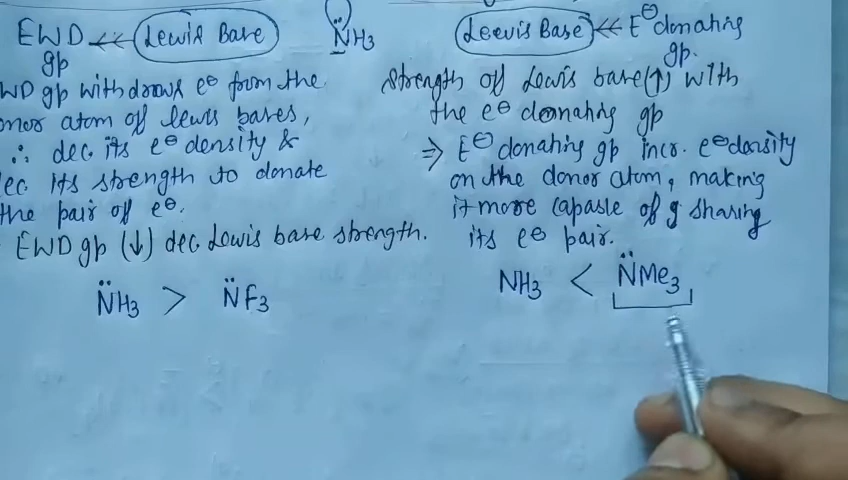 EWD << Lewis Base
gp
WD gp withdraws e⊖ from the
onor atom of lewis bases,
∴ dec. its e⊖ density &
ec. its strength to donate
the pair of e⊖.
EWD gp (↓) dec. Lewis base strength.
N̈H3 > N̈F3
N̈H3
Lewis Base << E⊖ donating
gp.
strength of Lewis base(↑) with
the e⊖ donating gp
⇒ E⊖ donating gp incr. e⊖ density
on the donor atom, making
it more capable of sharing
its e⊖ pair.
NH3 < N̈Me3